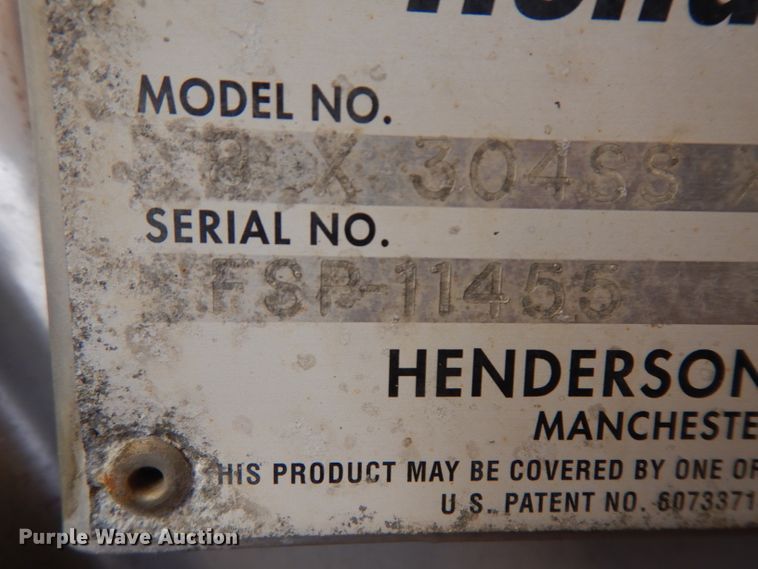 MODEL NO.
8 X 304SS X
SERIAL NO.
FSP-11455
HENDERSON
MANCHESTE
HIS PRODUCT MAY BE COVERED BY ONE OF
U.S. PATENT NO. 6073371
Purple Wave Auction